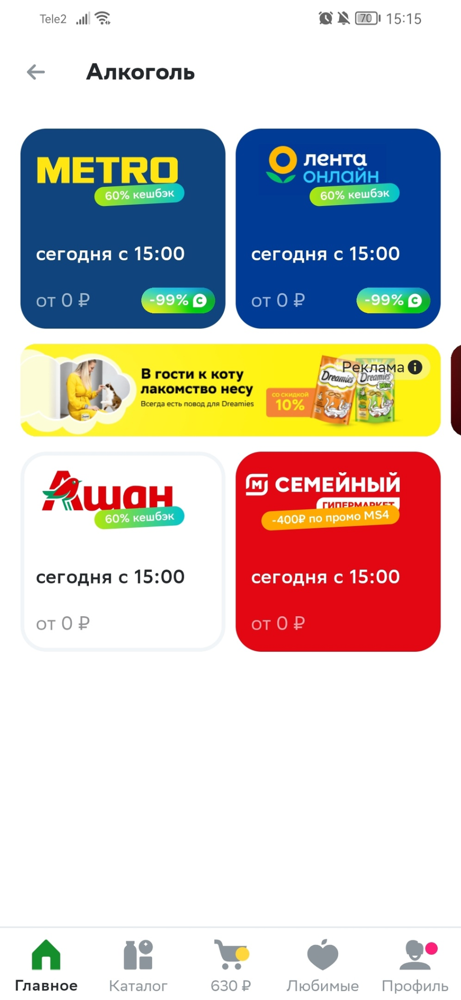 Tele2 70 15:15
Алкоголь
METRO
60% кешбэк
сегодня с 15:00
от 0 ₽ -99%
лента
онлайн
60% кешбэк
сегодня с 15:00
от 0 ₽ -99%
В гости к коту
лакомство несу
Всегда есть повод для Dreamies
со скидкой
10%
Dreamies
Dreamies
Mix
Реклама
Ашан
60% кешбэк
сегодня с 15:00
от 0 ₽
М СЕМЕЙНЫЙ
ГИПЕРМАРКЕТ
-400₽ по промо MS4
сегодня с 15:00
от 0 ₽
Главное Каталог 630 ₽ Любимые Профиль